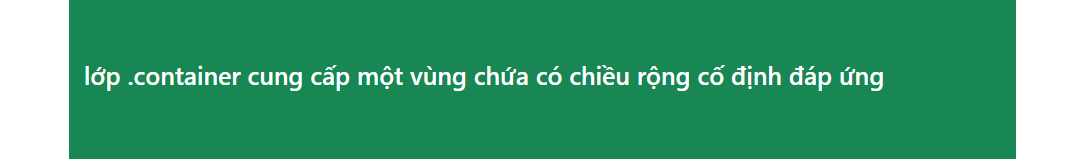 lớp .container cung cấp một vùng chứa có chiều rộng cố định đáp ứng